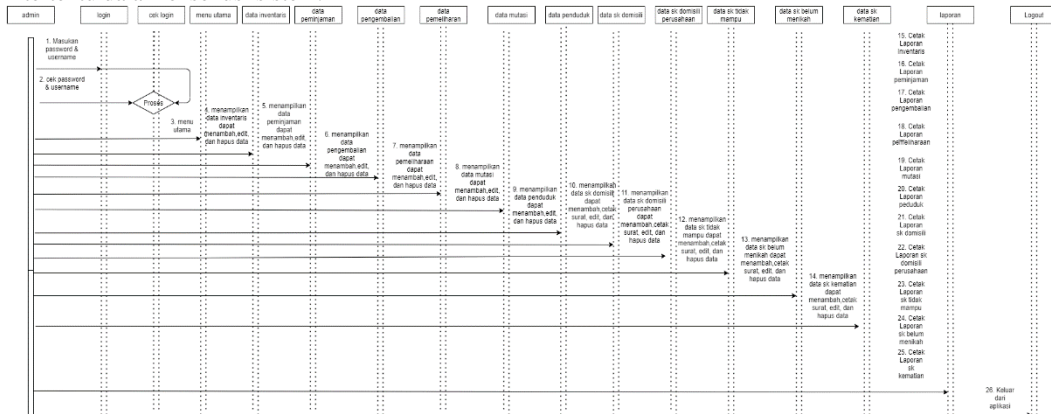 admin
login
cek login
menu utama
data inventaris
data
peminjaman
data
pengembalian
data
pemeliharan
data mutasi
data penduduk
data sk domisili
data sk domisili
perusahaan
data sk tidak
mampu
data sk belum
menikah
data sk
kematian
laporan
Logout
1. Masukan
password &
username
2. cek password
& username
Proses
3. menu
utama
4. menampilkan
data inventaris
dapat
menambah,edit,
dan hapus data
5. menampilkan
data
peminjaman
dapat
menambah,edit,
dan hapus data
6. menampilkan
data
pengembalian
dapat
menambah,edit,
dan hapus data
7. menampilkan
data
pemeliharaan
dapat
menambah,edit,
dan hapus data
8. menampilkan
data mutasi
dapat
menambah,edit,
dan hapus data
9. menampilkan
data penduduk
dapat
menambah,edit,
dan hapus data
10. menampilkan
data sk domisili
dapat
menambah,cetak
surat, edit, dan
hapus data
11. menampilkan
data sk domisili
perusahaan
dapat
menambah,cetak
surat, edit, dan
hapus data
12. menampilkan
data sk tidak
mampu dapat
menambah,cetak
surat, edit, dan
hapus data
13. menampilkan
data sk belum
menikah dapat
menambah,cetak
surat, edit, dan
hapus data
14. menampilkan
data sk kematian
dapat
menambah,cetak
surat, edit, dan
hapus data
15. Cetak
Laporan
inventaris
16. Cetak
Laporan
peminjaman
17. Cetak
Laporan
pengembalian
18. Cetak
Laporan
19. Cetak
Laporan
mutasi
20. Cetak
Laporan
peduduk
21. Cetak
Laporan
sk domisili
22. Cetak
Laporan sk
domisili
perusahaan
23. Cetak
Laporan
sk tidak
mampu
24. Cetak
Laporan
sk belum
menikah
25. Cetak
Laporan
sk
kematian
26. Keluar
dari
aplikasi